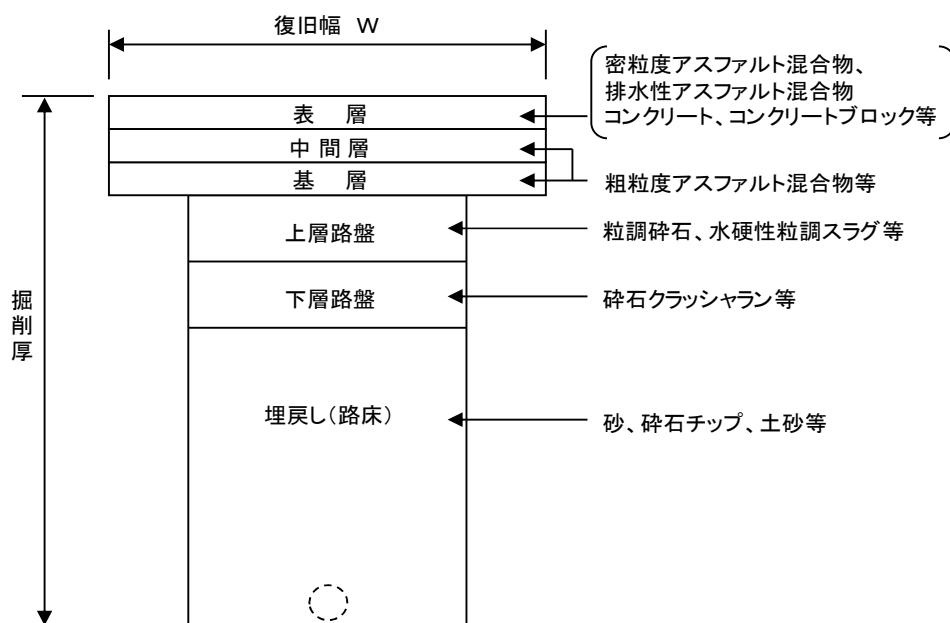 復旧幅 W
密粒度アスファルト混合物、
排水性アスファルト混合物
コンクリート、コンクリートブロック等
表 層
中 間 層
基 層
粗粒度アスファルト混合物等
上層路盤
粒調砕石、水硬性粒調スラグ等
下層路盤
砕石クラッシャラン等
掘削厚
埋戻し(路床)
砂、砕石チップ、土砂等